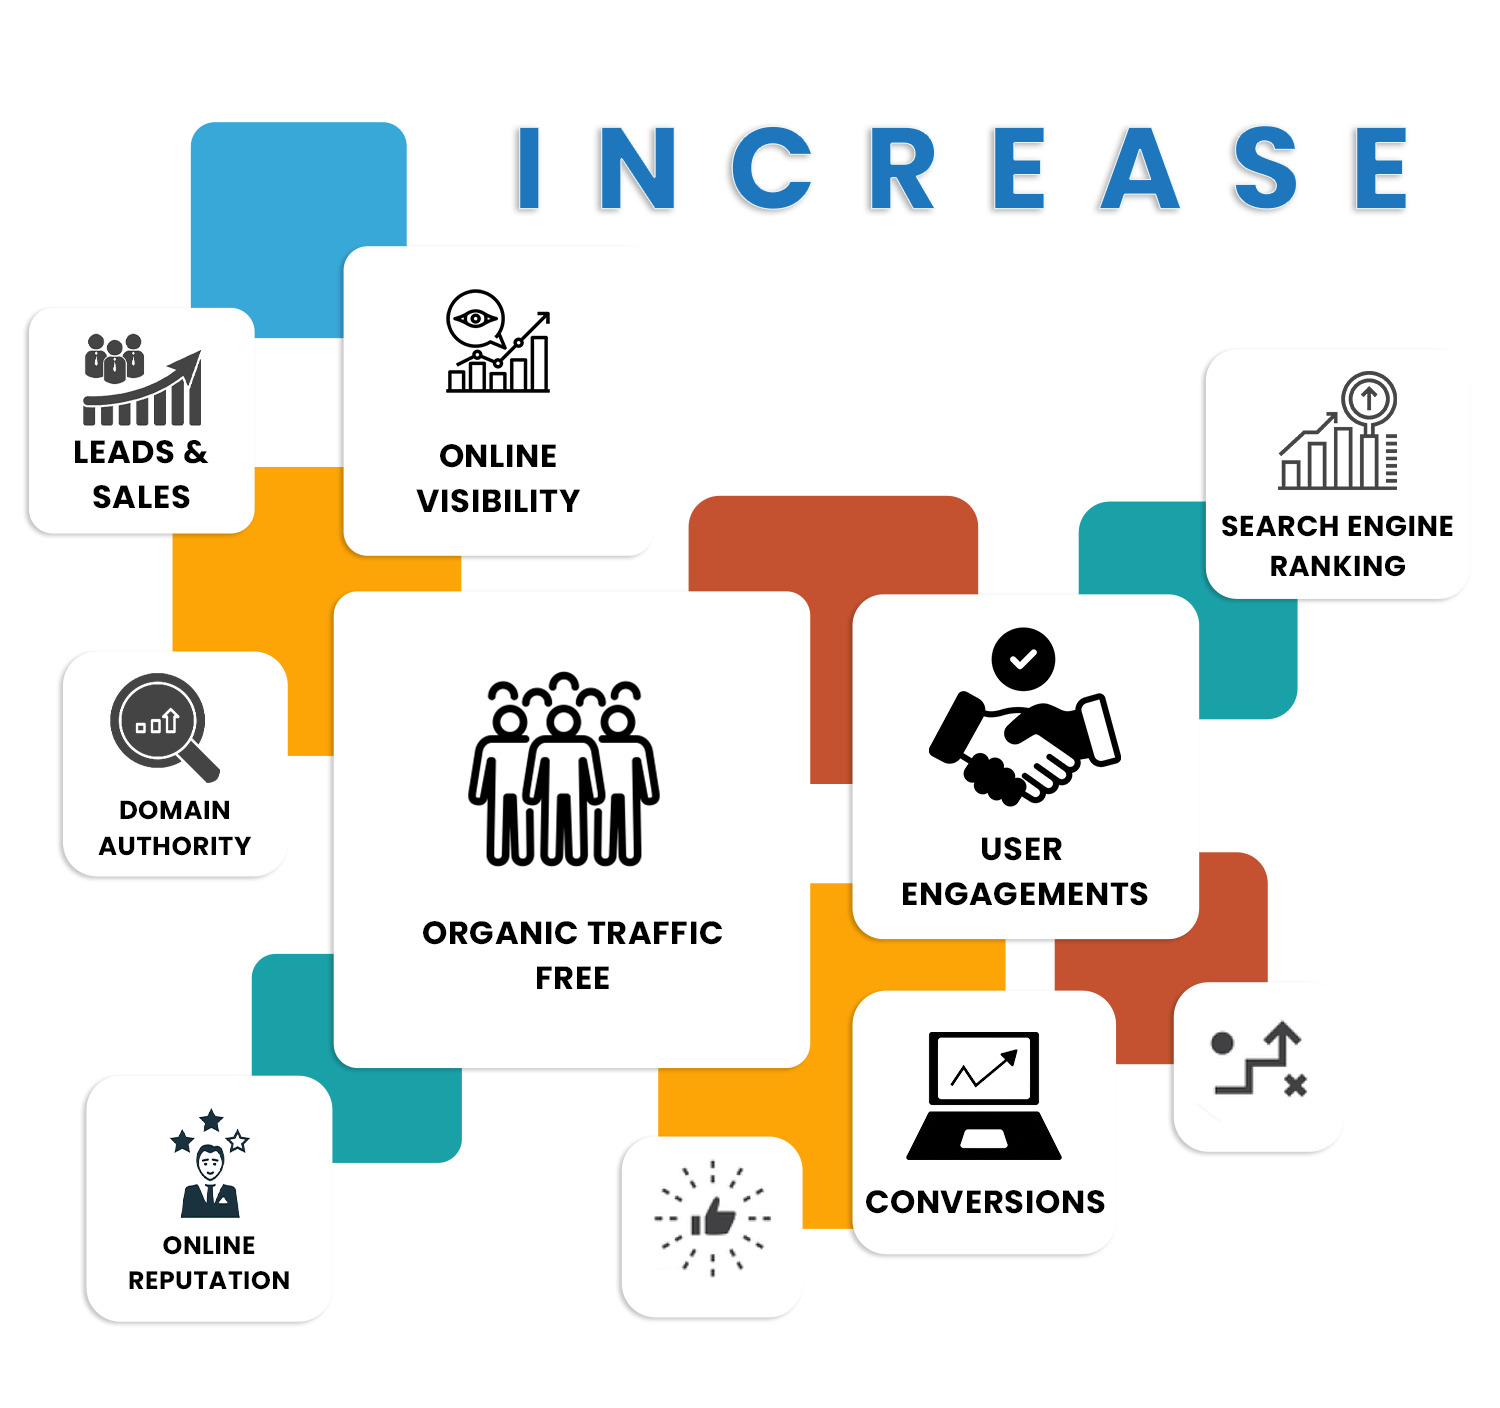 INCREASE
LEADS &
SALES
ONLINE
VISIBILITY
SEARCH ENGINE
RANKING
DOMAIN
AUTHORITY
ORGANIC TRAFFIC
FREE
USER
ENGAGEMENTS
ONLINE
REPUTATION
CONVERSIONS